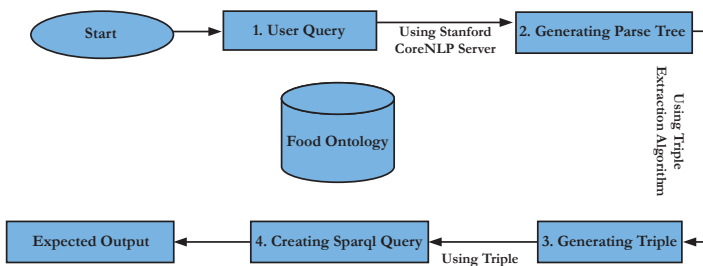 Start
1. User Query
Using Stanford
CoreNLP Server
2. Generating Parse Tree
Using Triple
Extraction Algorithm
Food Ontology
Expected Output
4. Creating Sparql Query
Using Triple
3. Generating Triple